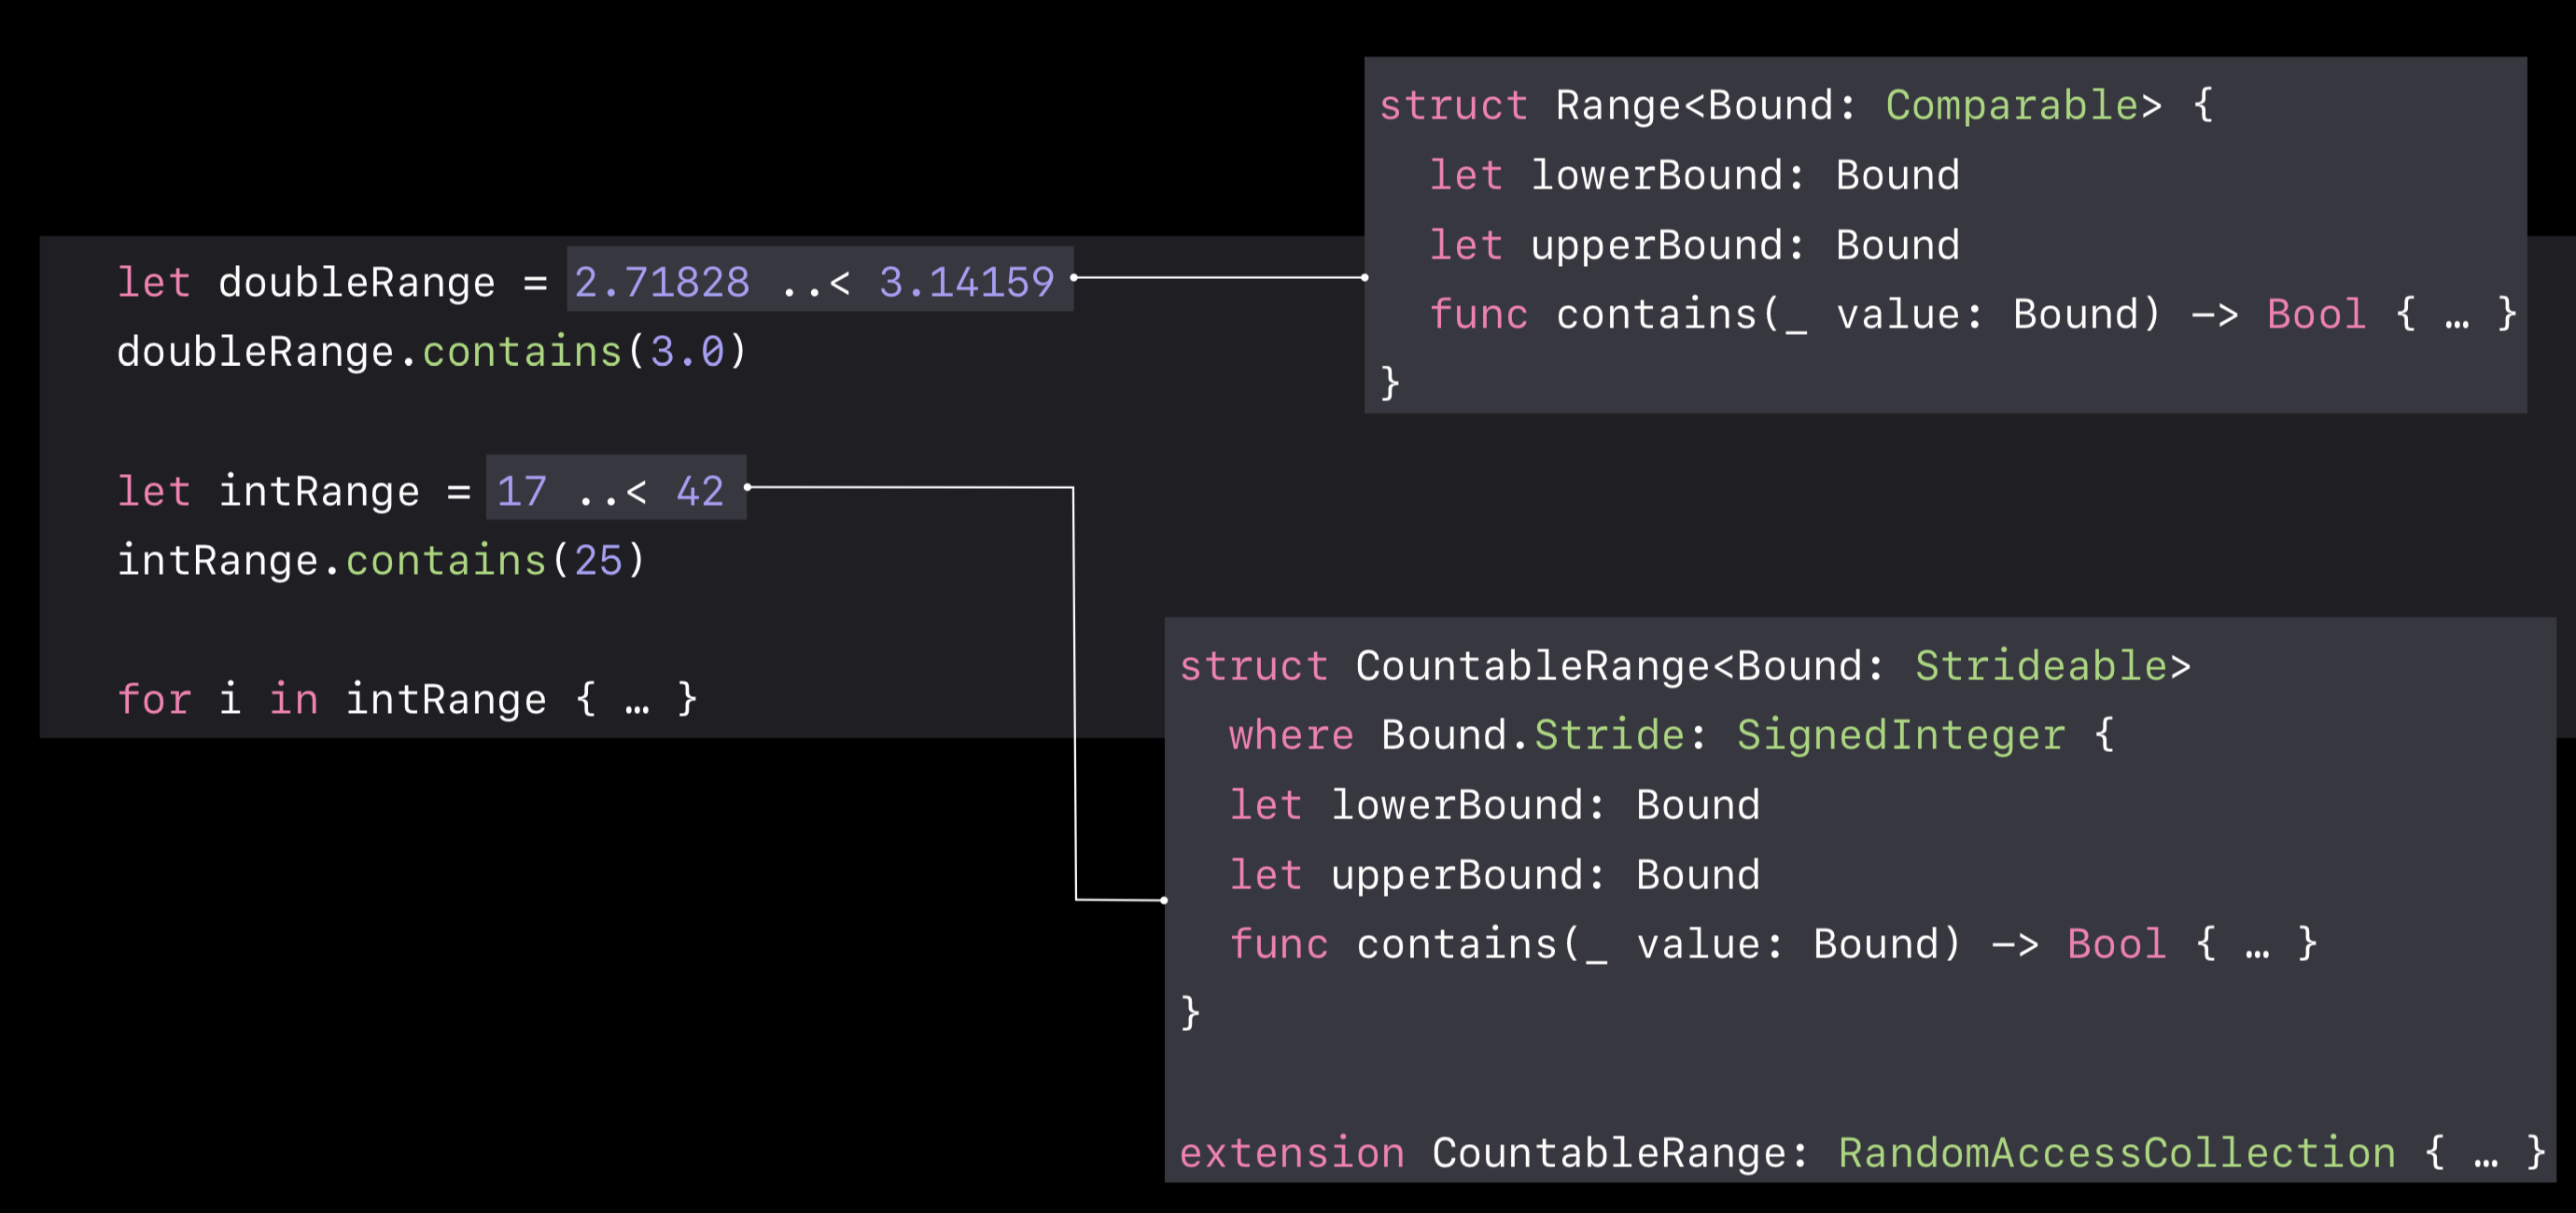 let doubleRange = 2.71828 ..< 3.14159
doubleRange.contains(3.0)
let intRange = 17 ..< 42
intRange.contains(25)
for i in intRange { … }
struct Range<Bound: Comparable> {
let lowerBound: Bound
let upperBound: Bound
func contains(_ value: Bound) -> Bool { … }
}
struct CountableRange<Bound: Strideable>
where Bound.Stride: SignedInteger {
let lowerBound: Bound
let upperBound: Bound
func contains(_ value: Bound) -> Bool { … }
}
extension CountableRange: RandomAccessCollection { … }